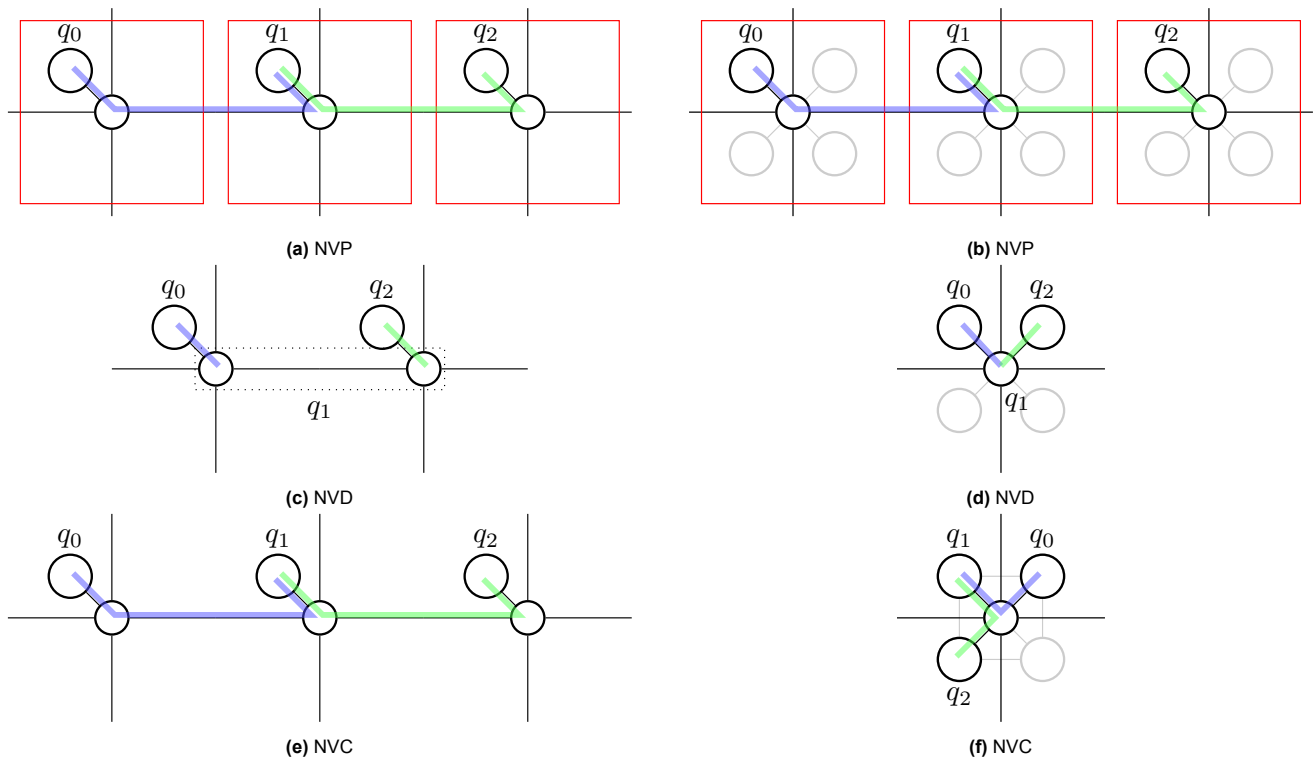 q0 q1 q2 q0 q1 q2
(a) NVP (b) NVP
q0 q2 q0 q2
q1 q1
(c) NVD (d) NVD
q0 q1 q2 q1 q0
q2
(e) NVC (f) NVC